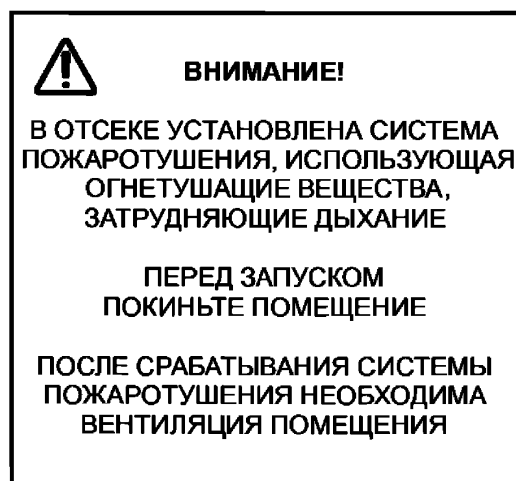 ВНИМАНИЕ!
В ОТСЕКЕ УСТАНОВЛЕНА СИСТЕМА
ПОЖАРОТУШЕНИЯ, ИСПОЛЬЗУЮЩАЯ
ОГНЕТУШАЩИЕ ВЕЩЕСТВА,
ЗАТРУДНЯЮЩИЕ ДЫХАНИЕ
ПЕРЕД ЗАПУСКОМ
ПОКИНЬТЕ ПОМЕЩЕНИЕ
ПОСЛЕ СРАБАТЫВАНИЯ СИСТЕМЫ
ПОЖАРОТУШЕНИЯ НЕОБХОДИМА
ВЕНТИЛЯЦИЯ ПОМЕЩЕНИЯ